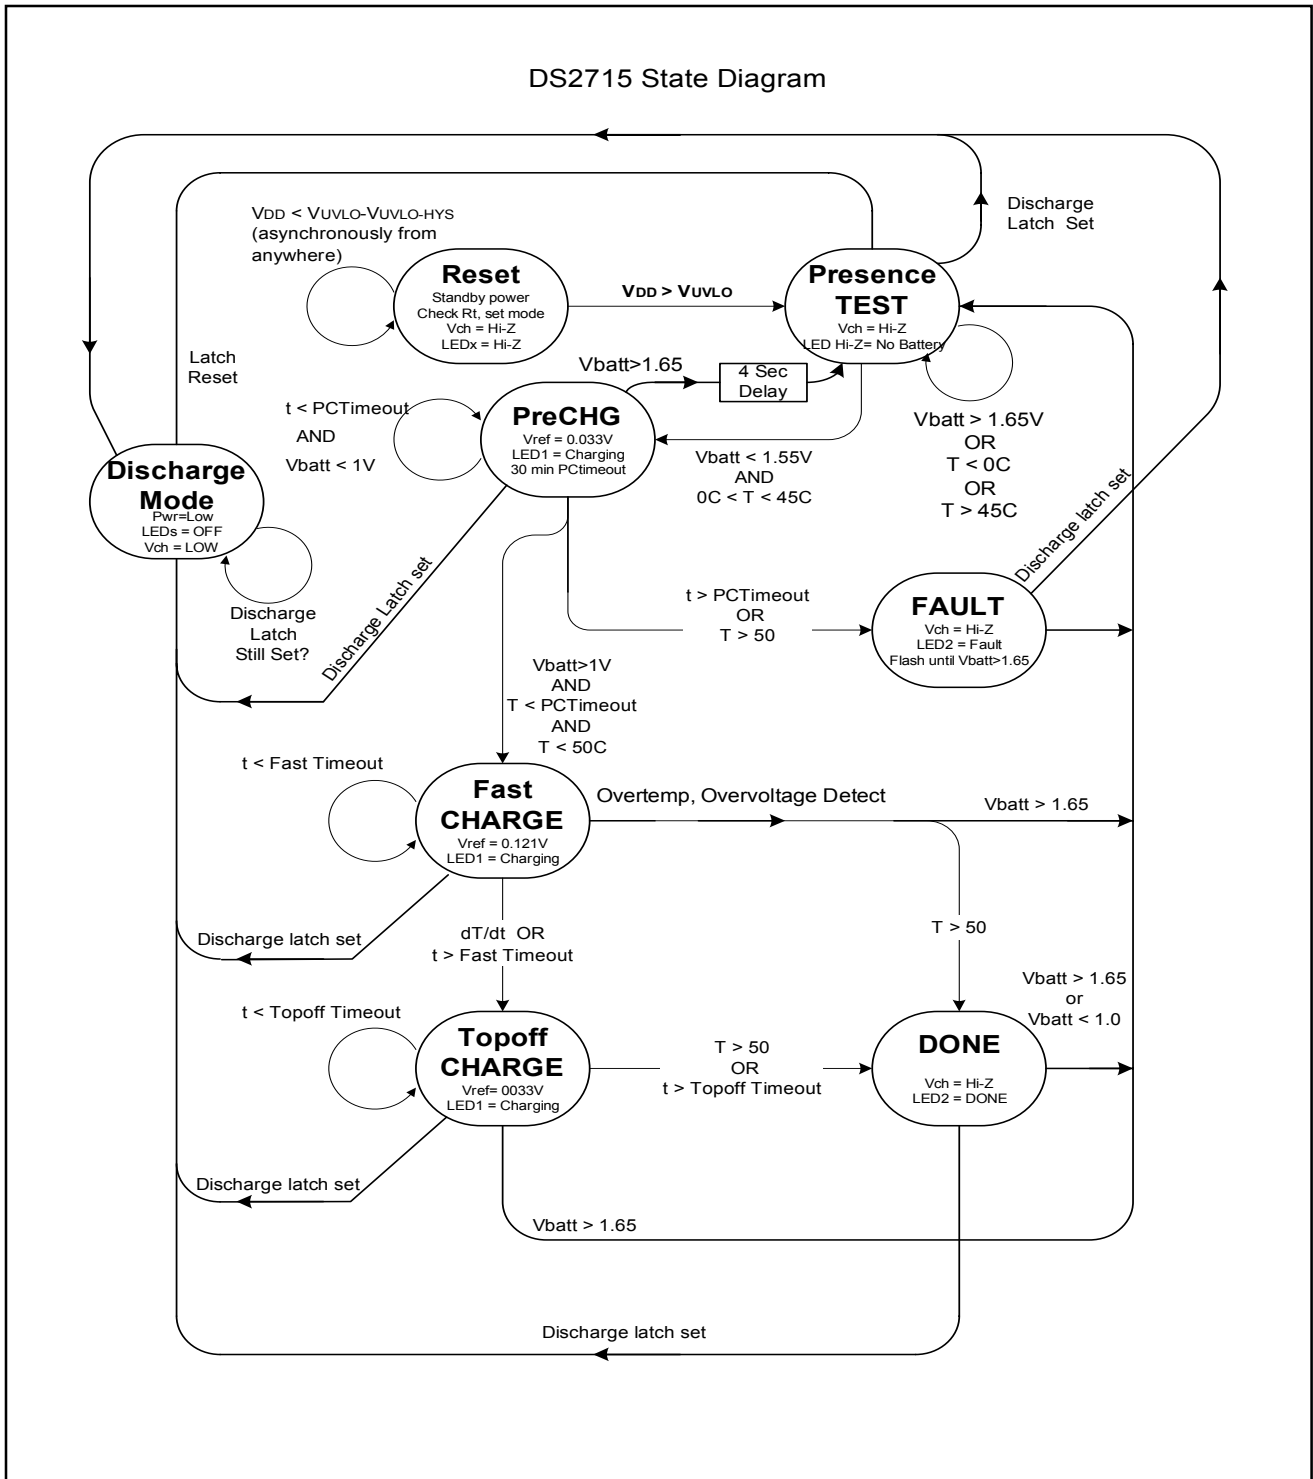 DS2715 State Diagram
Discharge
Latch Set
VDD < VUVLO-VUVLO-HYS
(asynchronously from
anywhere)
Reset
Standby power
Check Rt, set mode
Vch = Hi-Z
LEDx = Hi-Z
VDD > VUVLO
Presence
TEST
Vch = Hi-Z
LED Hi-Z= No Battery
Latch
Reset
Vbatt>1.65
4 Sec
Delay
t < PCTimeout
AND
Vbatt < 1V
PreCHG
Vref = 0.033V
LED1 = Charging
30 min PCtimeout
Vbatt < 1.55V
AND
0C < T < 45C
Vbatt > 1.65V
OR
T < 0C
OR
T > 45C
Discharge
Mode
Pwr=Low
LEDs = OFF
Vch = LOW
Discharge
Latch
Still Set?
Discharge Latch set
Discharge latch set
t > PCTimeout
OR
T > 50
FAULT
Vch = Hi-Z
LED2 = Fault
Flash until Vbatt>1.65
Vbatt>1V
AND
T < PCTimeout
AND
T < 50C
t < Fast Timeout
Fast
CHARGE
Vref = 0.121V
LED1 = Charging
Overtemp, Overvoltage Detect
Vbatt > 1.65
Discharge latch set
dT/dt OR
t > Fast Timeout
T > 50
Vbatt > 1.65
or
Vbatt < 1.0
t < Topoff Timeout
Topoff
CHARGE
Vref= 0033V
LED1 = Charging
T > 50
OR
t > Topoff Timeout
DONE
Vch = Hi-Z
LED2 = DONE
Discharge latch set
Vbatt > 1.65
Discharge latch set